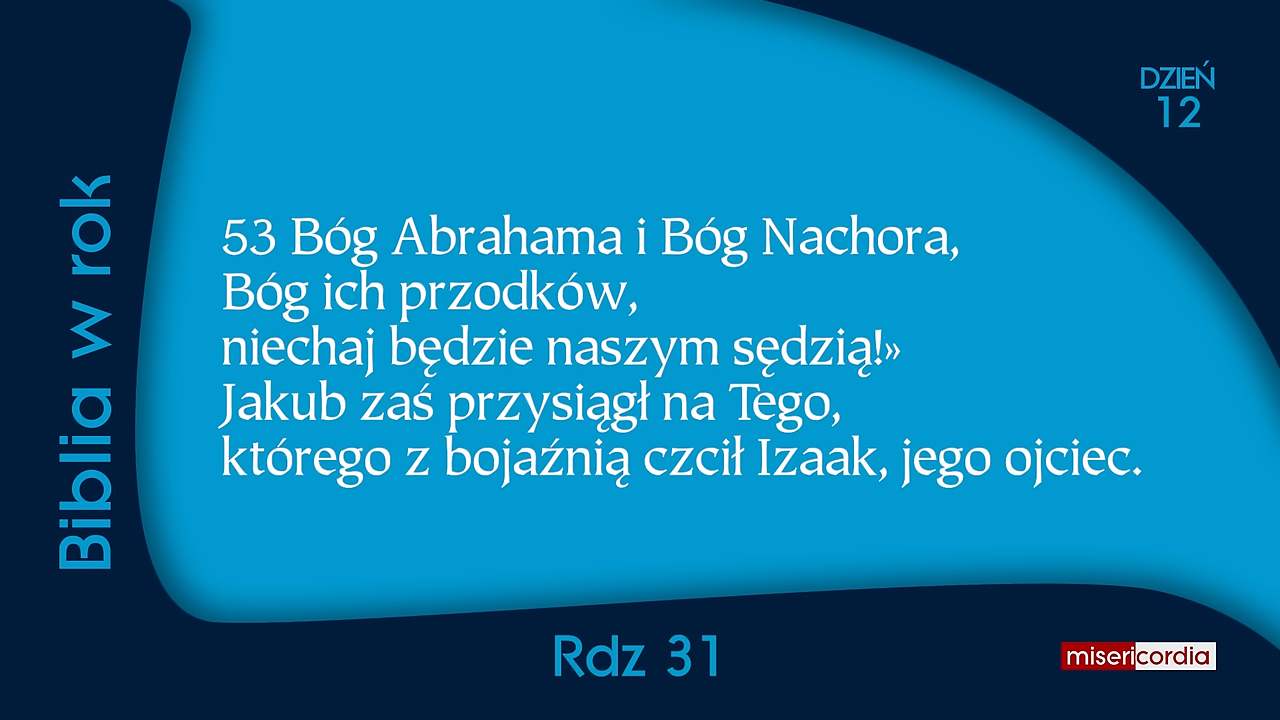 DZIEŃ
12
Biblia w rok
53 Bóg Abrahama i Bóg Nachora,
Bóg ich przodków,
niechaj będzie naszym sędzią!»
Jakub zaś przysiągł na Tego,
którego z bojaźnią czcił Izaak, jego ojciec.
Rdz 31
misericordia